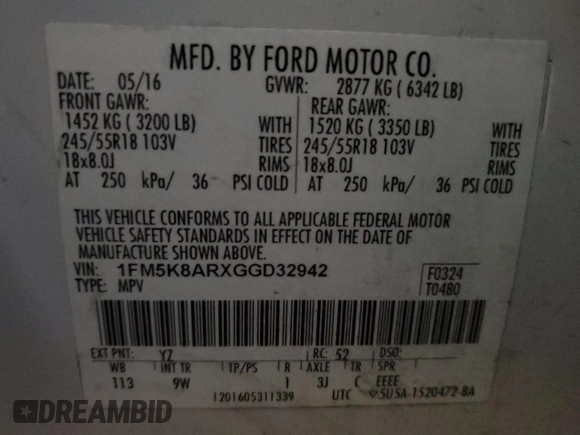 MFD. BY FORD MOTOR CO.
DATE: 05/16 GVWR: 2877 KG ( 6342 LB)
FRONT GAWR: REAR GAWR:
1452 KG ( 3200 LB) WITH 1520 KG ( 3350 LB) WITH
245/55R18 103V TIRES 245/55R18 103V TIRES
18x8.0J RIMS 18x8.0J RIMS
AT 250 kPa/ 36 PSI COLD AT 250 kPa/ 36 PSI COLD
THIS VEHICLE CONFORMS TO ALL APPLICABLE FEDERAL MOTOR
VEHICLE SAFETY STANDARDS IN EFFECT ON THE DATE OF
MANUFACTURE SHOWN ABOVE.
VIN: 1FM5K8ARXGGD32942 F0324
TYPE: MPV T0480
EXT PNT: YZ RC: 52 DSO:
WB INT TR TP/PS R AXLE TR SPR
113 9W 1 3J C EEEE
1201605311339 UTC 5U5A-1520472-BA
DREAMBID